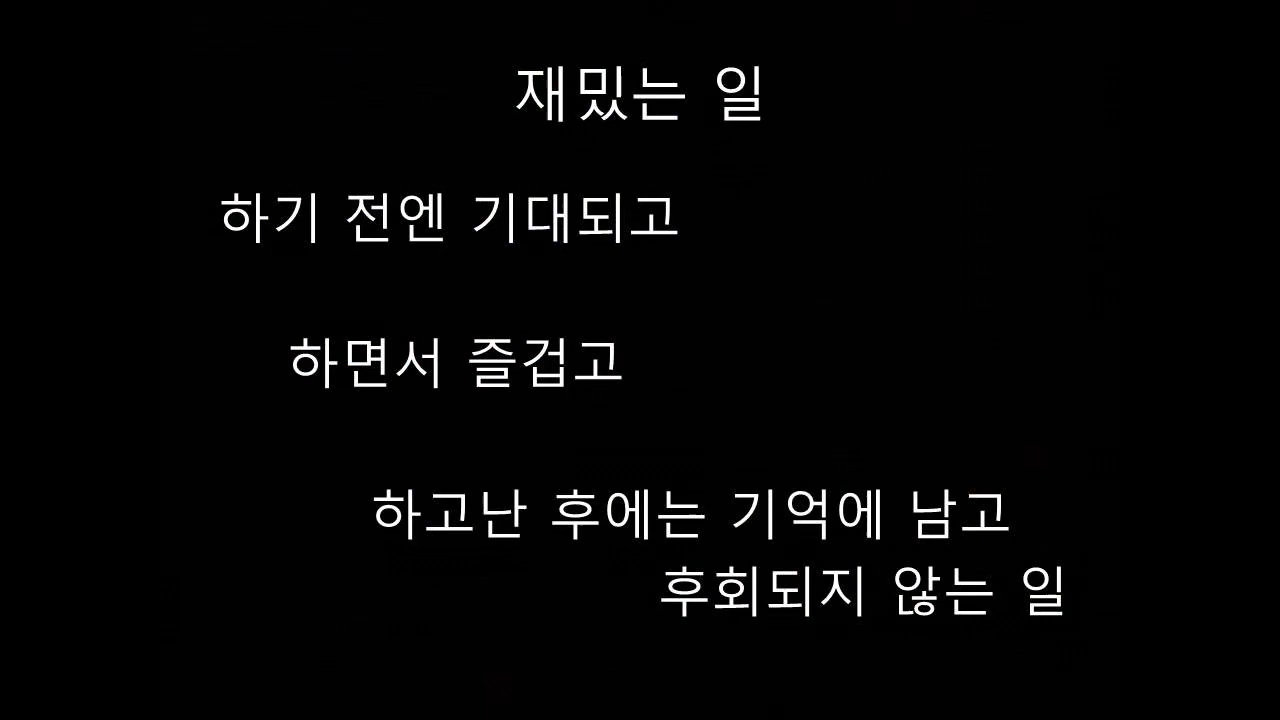 재밌는 일
하기 전엔 기대되고
하면서 즐겁고
하고난 후에는 기억에 남고
후회되지 않는 일